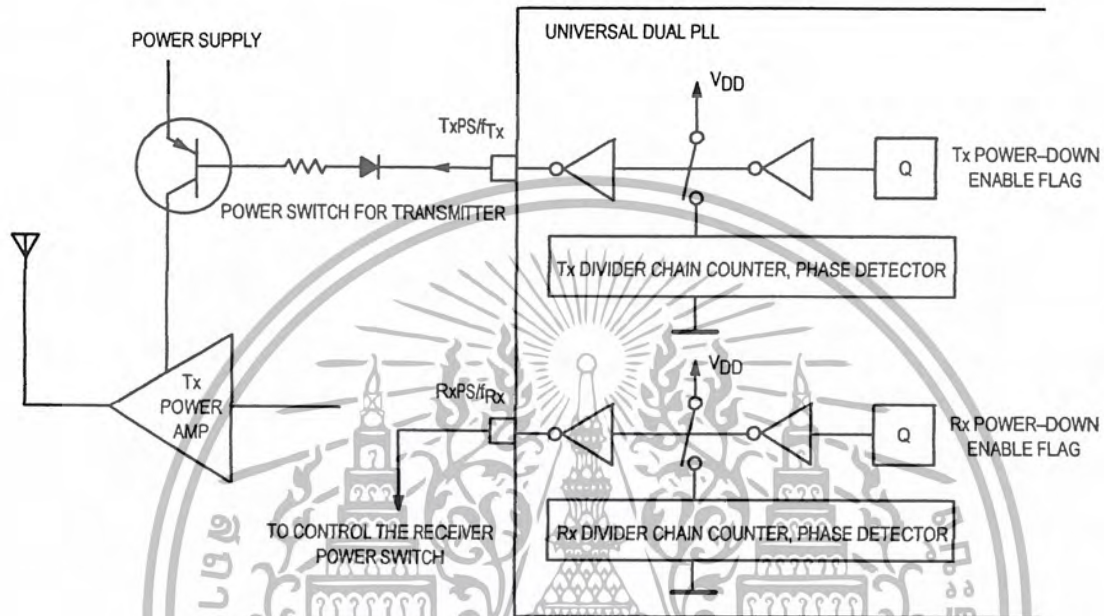 UNIVERSAL DUAL PLL
POWER SUPPLY
VDD
TxPS/fTx
Q
Tx POWER–DOWN
ENABLE FLAG
POWER SWITCH FOR TRANSMITTER
Tx DIVIDER CHAIN COUNTER, PHASE DETECTOR
VDD
Tx
POWER
AMP
RxPS/fRx
Q
Rx POWER–DOWN
ENABLE FLAG
TO CONTROL THE RECEIVER
POWER SWITCH
Rx DIVIDER CHAIN COUNTER, PHASE DETECTOR